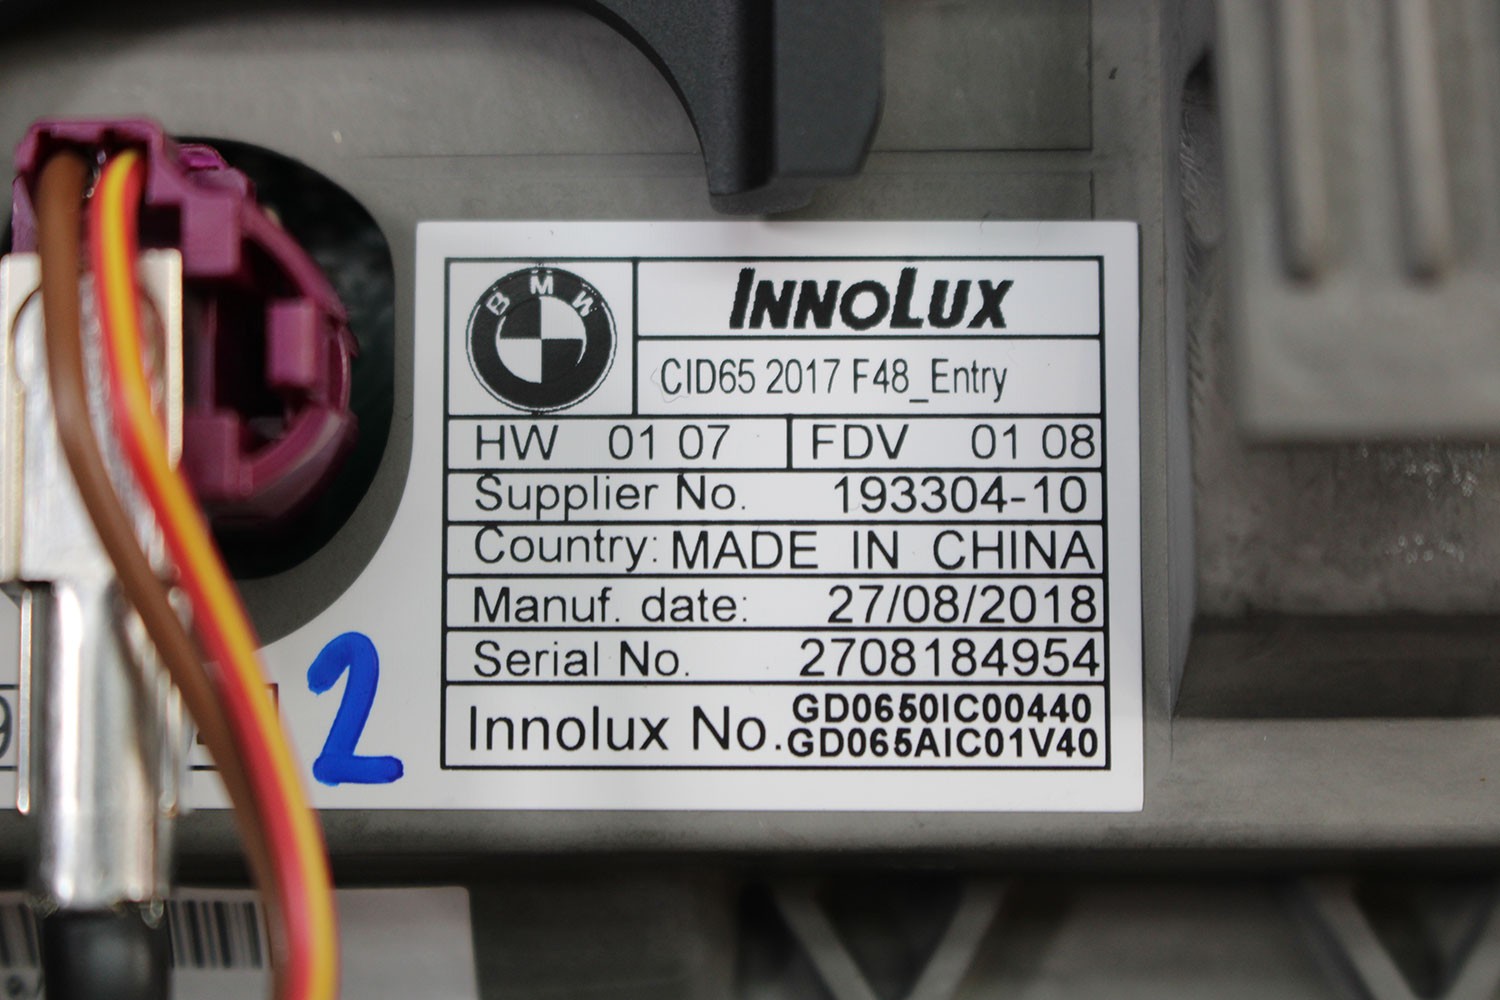 BMW
INNOLUX
CID65 2017 F48_Entry
HW 01 07 FDV 01 08
Supplier No. 193304-10
Country: MADE IN CHINA
Manuf. date: 27/08/2018
Serial No. 2708184954
Innolux No. GD0650IC00440
GD065AIC01V40
2
9